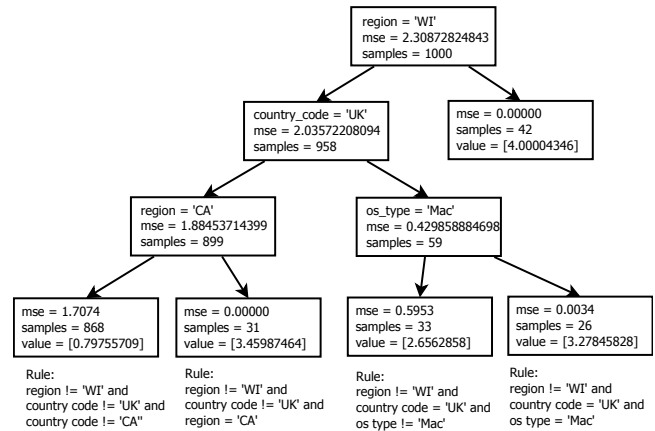 region = 'WI'
mse = 2.30872824843
samples = 1000
country_code = 'UK'
mse = 2.03572208094
samples = 958
mse = 0.00000
samples = 42
value = [4.00004346]
region = 'CA'
mse = 1.88453714399
samples = 899
os_type = 'Mac'
mse = 0.429858884698
samples = 59
mse = 1.7074
samples = 868
value = [0.79755709]
mse = 0.00000
samples = 31
value = [3.45987464]
mse = 0.5953
samples = 33
value = [2.6562858]
mse = 0.0034
samples = 26
value = [3.27845828]
Rule:
region != 'WI' and
country code != 'UK' and
country code != 'CA"
Rule:
region != 'WI' and
country code != 'UK' and
region = 'CA'
Rule:
region != 'WI' and
country code = 'UK' and
os type != 'Mac'
Rule:
region != 'WI' and
country code = 'UK' and
os type = 'Mac'